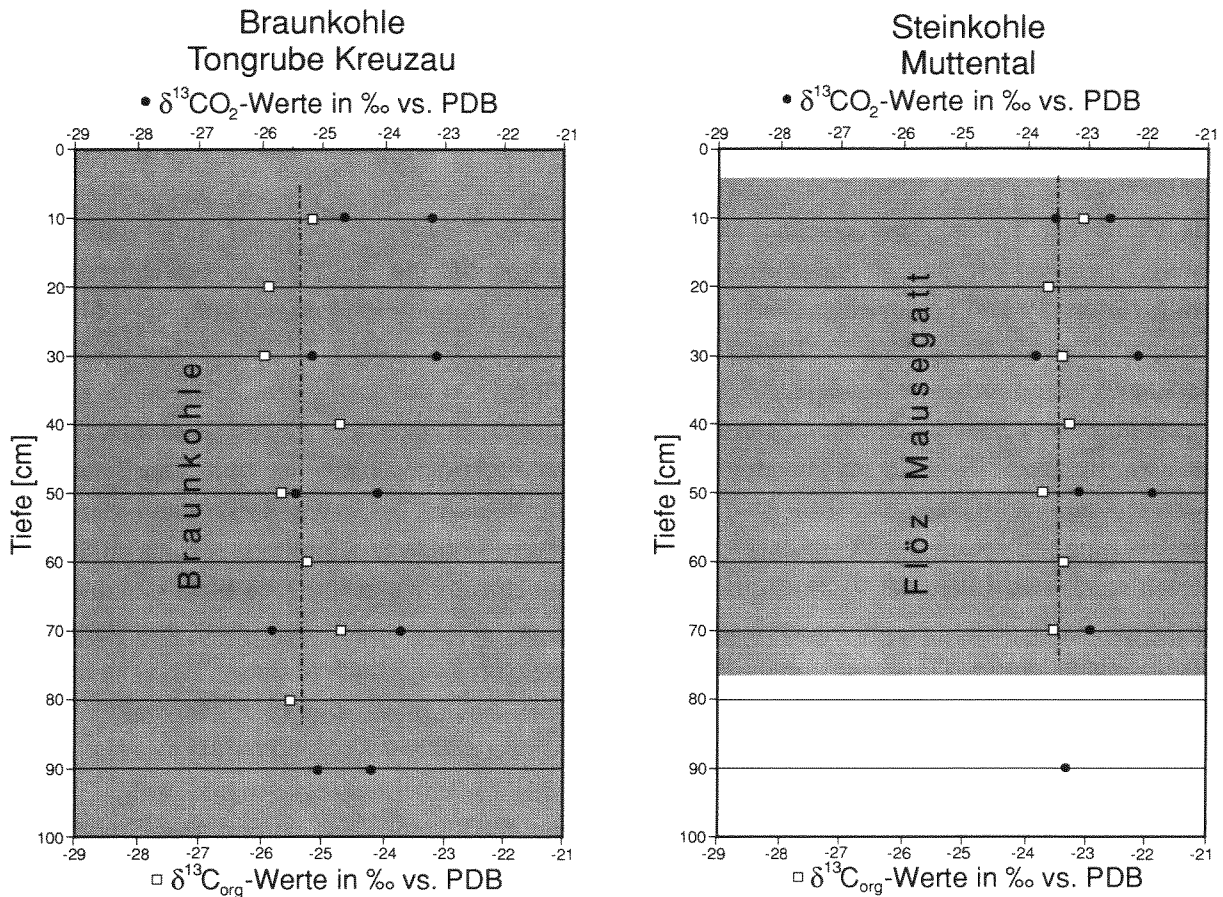 Braunkohle
Tongrube Kreuzau
• δ¹³CO₂-Werte in ‰ vs. PDB
-29 -28 -27 -26 -25 -24 -23 -22 -21
0
10
20
30
40
50
60
70
80
90
100
Tiefe [cm]
Braunkohle
-29 -28 -27 -26 -25 -24 -23 -22 -21
□ δ¹³C_org-Werte in ‰ vs. PDB
Steinkohle
Muttental
• δ¹³CO₂-Werte in ‰ vs. PDB
-29 -28 -27 -26 -25 -24 -23 -22 -21
0
10
20
30
40
50
60
70
80
90
100
Tiefe [cm]
Flöz Mausegatt
-29 -28 -27 -26 -25 -24 -23 -22 -21
□ δ¹³C_org-Werte in ‰ vs. PDB